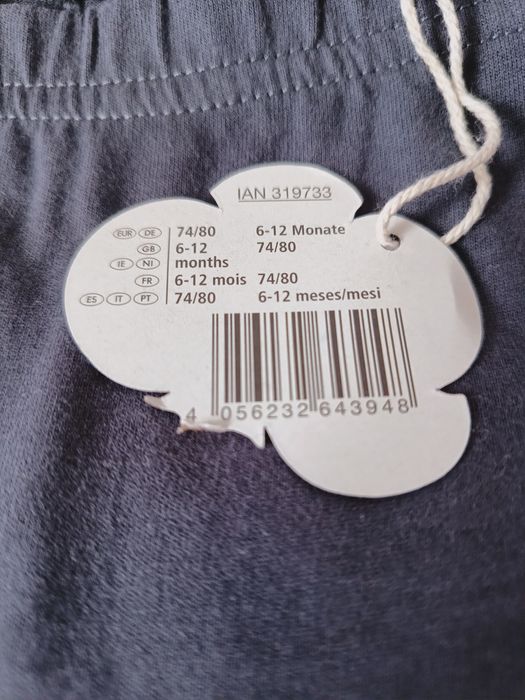 IAN 319733
EUR DE 74/80 6-12 Monate
GB 6-12 74/80
IE NI months
FR 6-12 mois 74/80
ES IT PT 74/80 6-12 meses/mesi
4 056232 643948